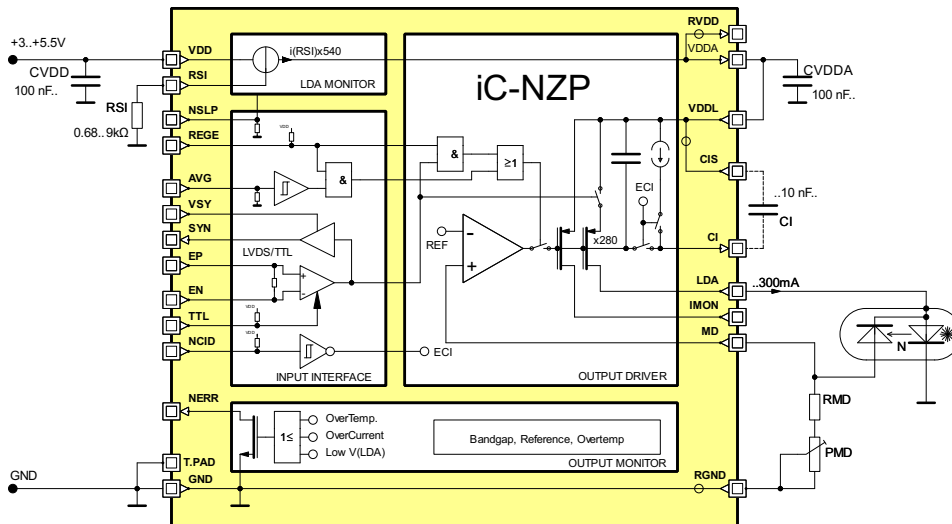 +3..+5.5V
CVDD
100 nF..
RSI
0.68..9kΩ
GND
VDD
RSI
NSLP
REGE
AVG
VSY
SYN
EP
EN
TTL
NCID
NERR
T.PAD
GND
i(RSI)x540
LDA MONITOR
VDD
&
LVDS/TTL
+
−
VDD
VDD
INPUT INTERFACE
ECI
iC-NZP
&
≥1
REF
−
+
x280
ECI
OUTPUT DRIVER
1≤
OverTemp.
OverCurrent
Low V(LDA)
Bandgap, Reference, Overtemp
OUTPUT MONITOR
RVDD
VDDA
VDDL
CIS
CI
LDA
IMON
MD
RGND
CVDDA
100 nF..
..10 nF..
CI
..300mA
N
RMD
PMD